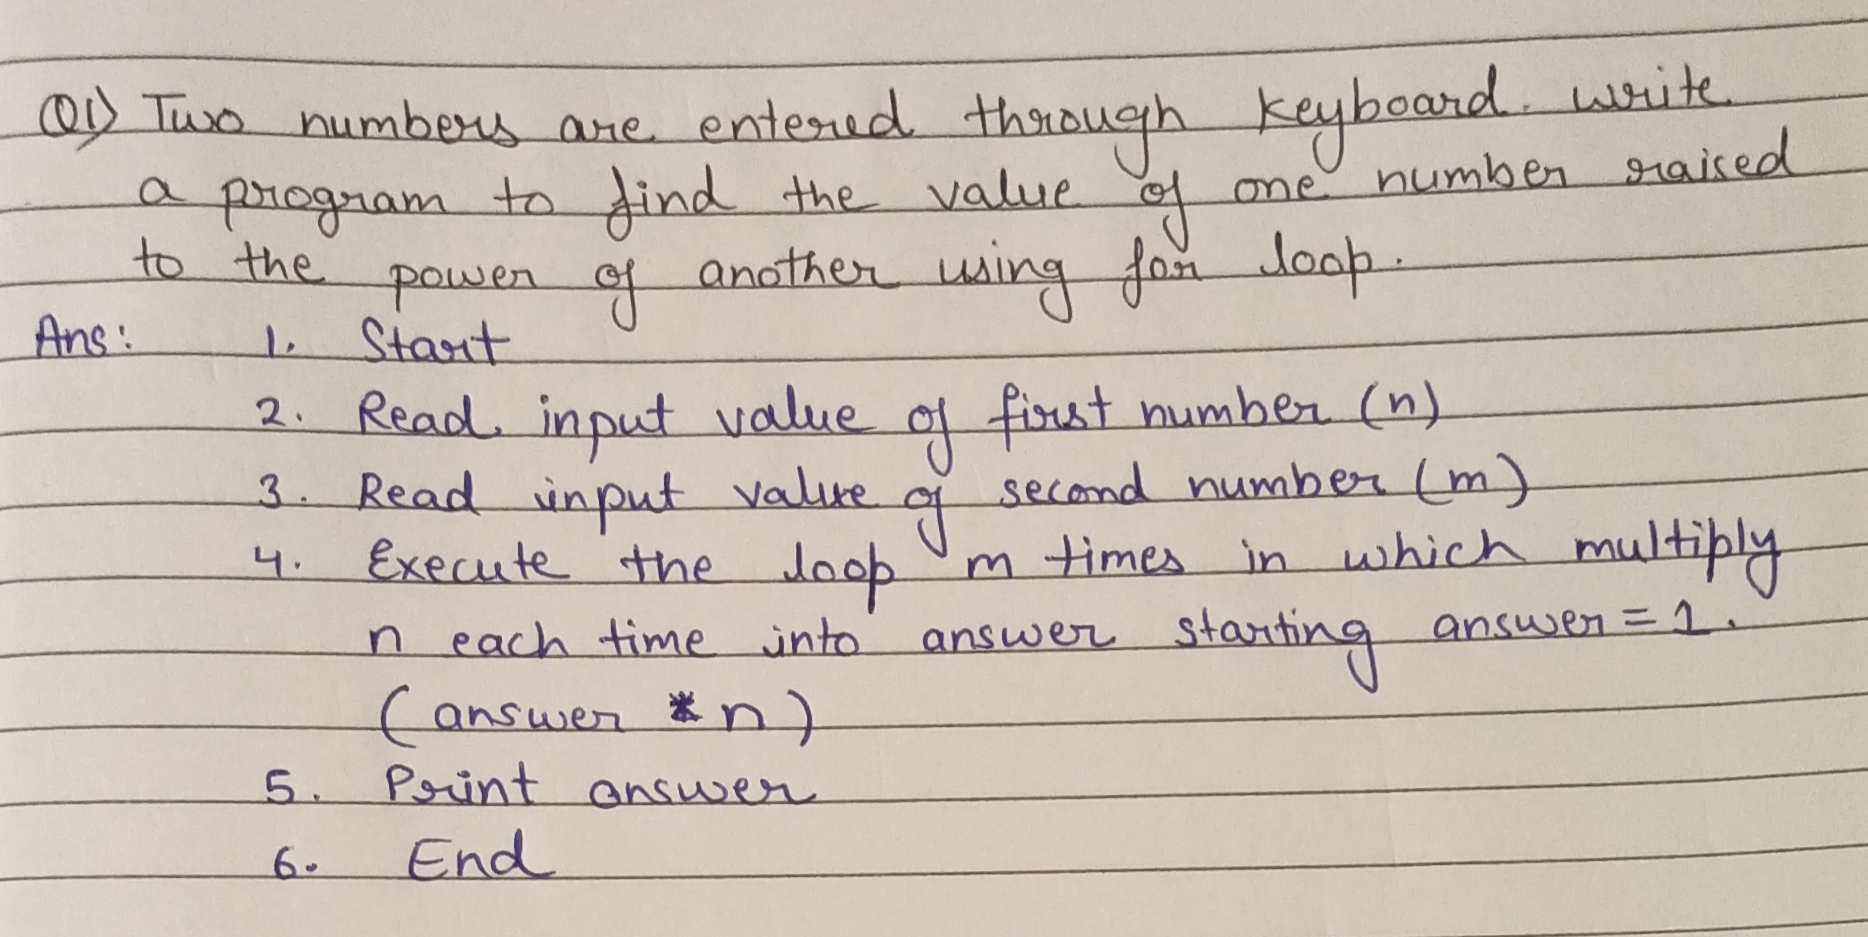 Q1) Two numbers are entered through keyboard. write
a program to find the value of one number raised
to the power of another using for loop.
Ans: 1. Start
2. Read input value of first number (n)
3. Read input value of second number (m)
4. Execute the loop m times in which multiply
n each time into answer starting answer = 1.
(answer * n)
5. Print answer
6. End